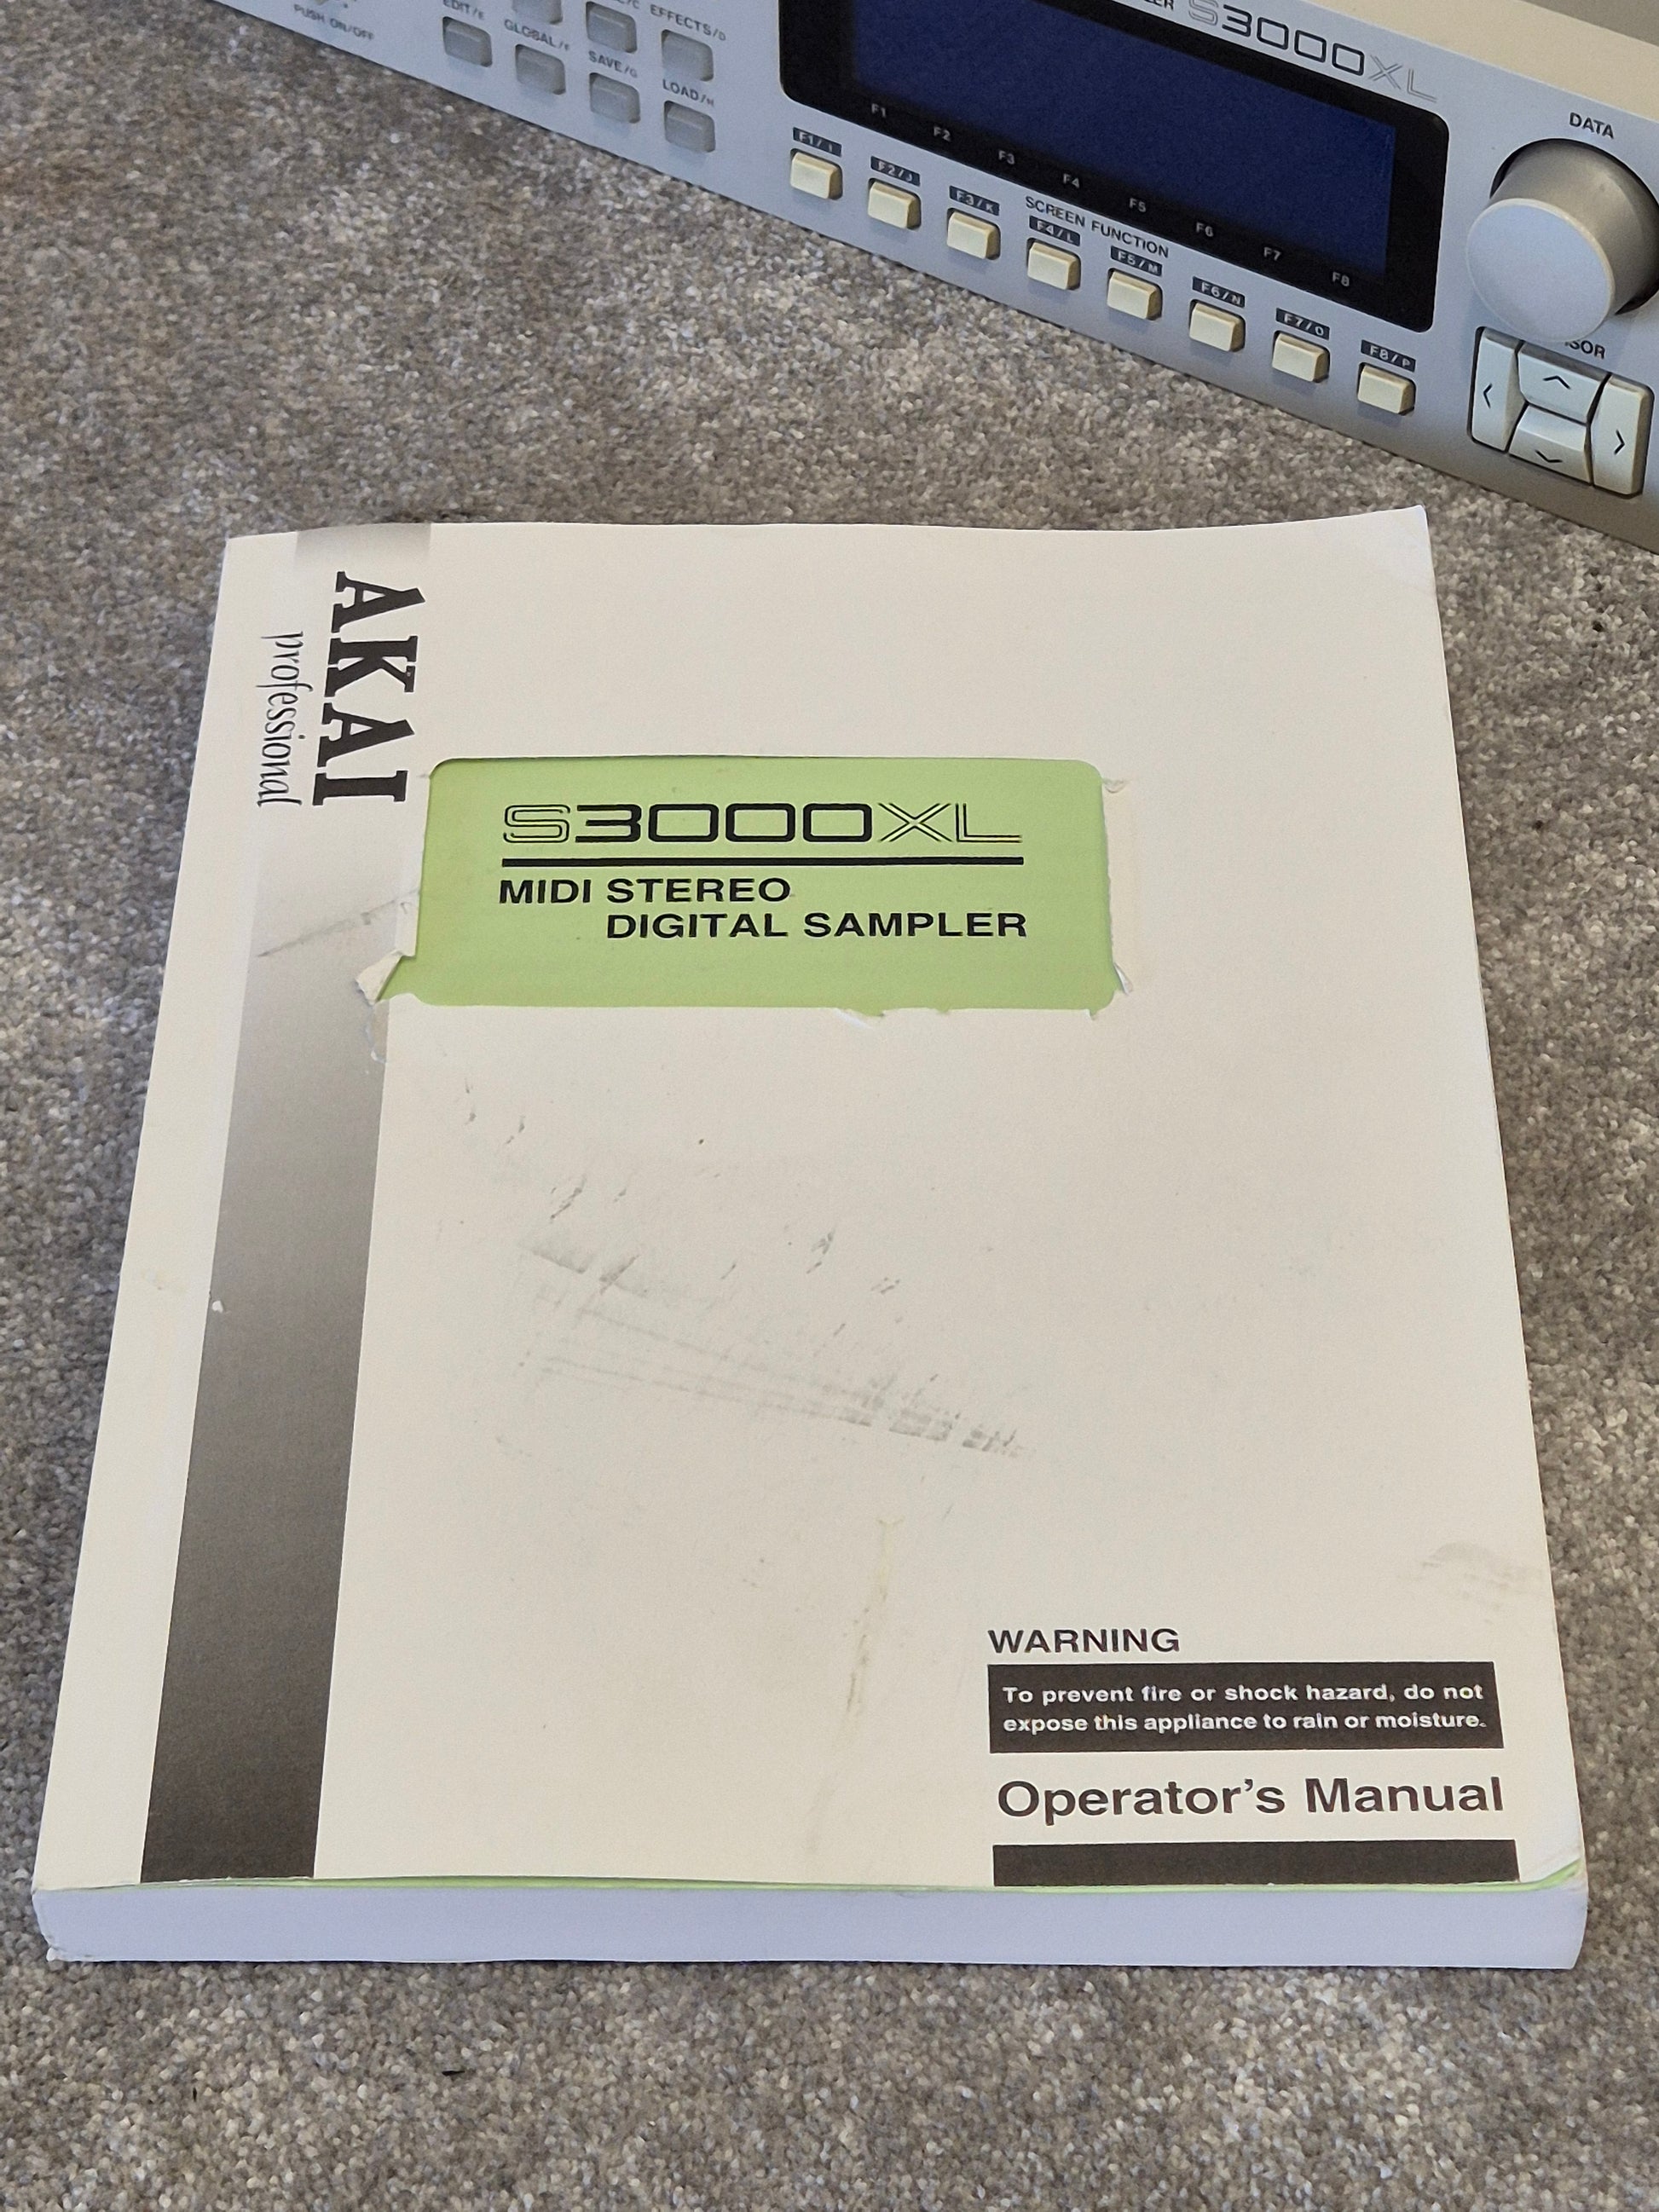 S3000XL
PUSH ON/OFF
EDIT/E
GLOBAL/F
EFFECTS/D
SAVE/G
LOAD/H
DATA
F1
F2
F3
F4
F5
F6
F7
F8
SCREEN FUNCTION
F1/I
F2/J
F3/K
F4/L
F5/M
F6/N
F7/O
F8/P
AKAI
professional
S3000XL
MIDI STEREO
DIGITAL SAMPLER
WARNING
To prevent fire or shock hazard, do not
expose this appliance to rain or moisture.
Operator's Manual